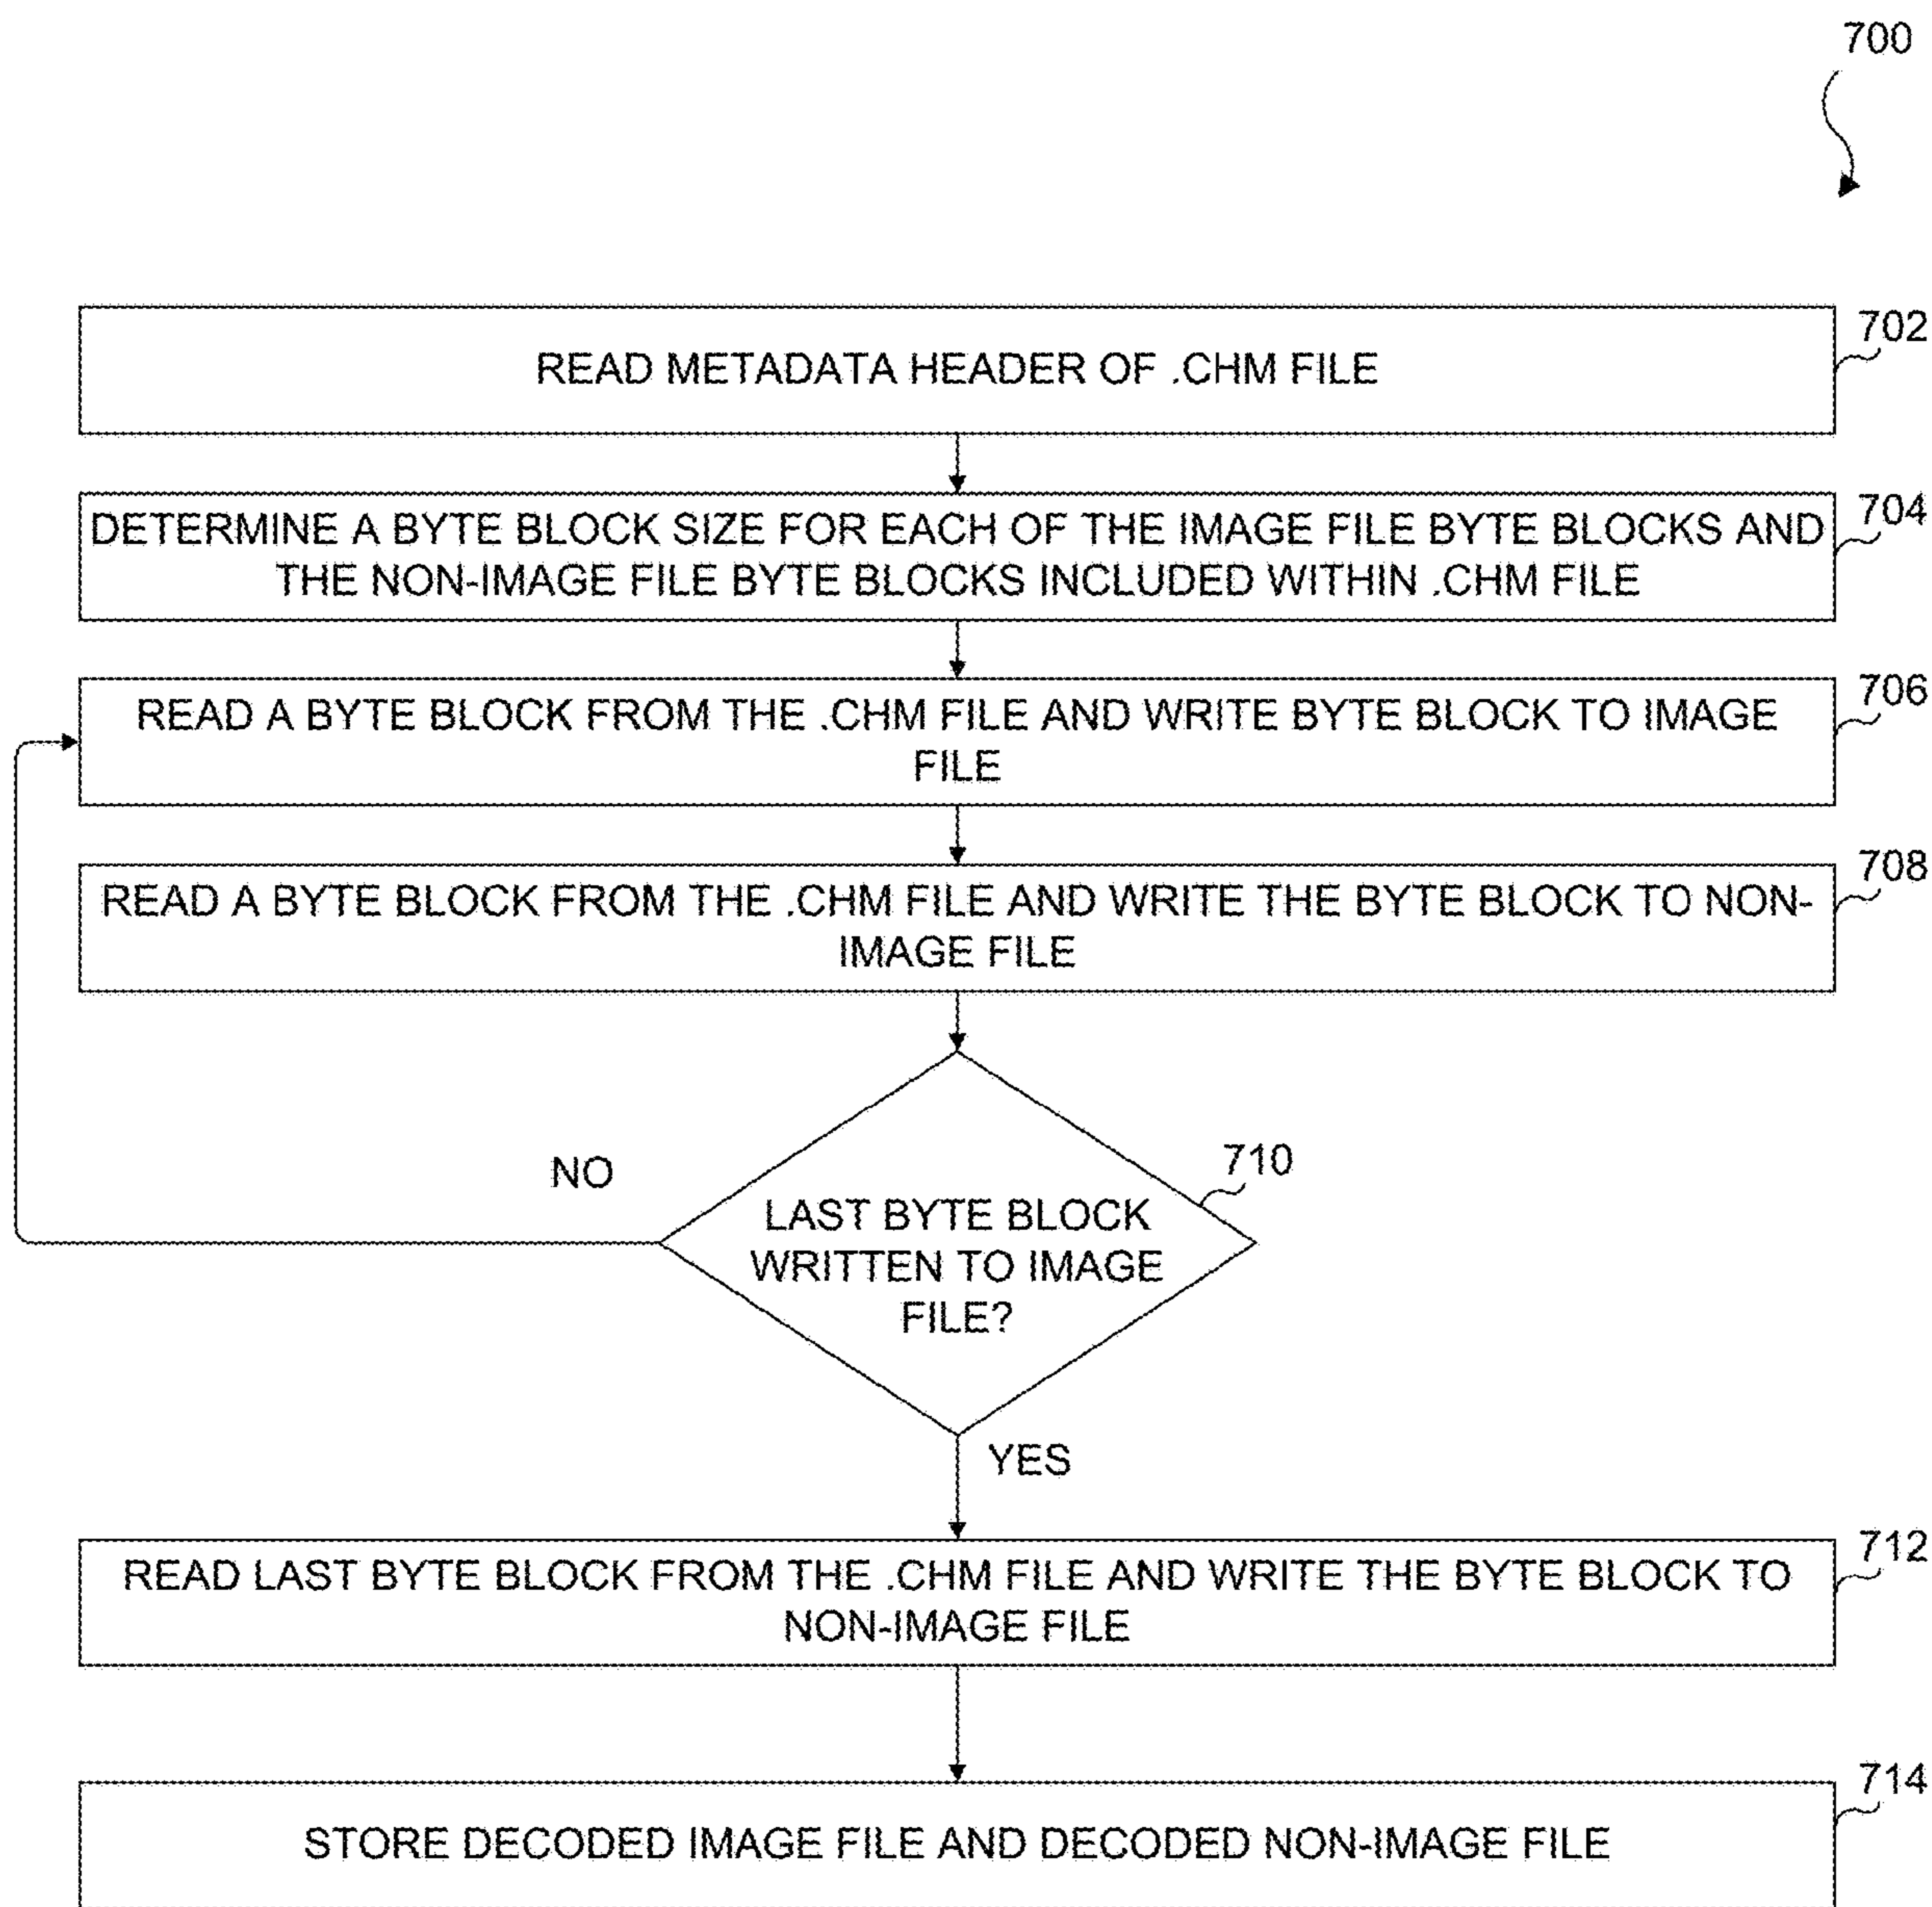 700
702
READ METADATA HEADER OF .CHM FILE
704
DETERMINE A BYTE BLOCK SIZE FOR EACH OF THE IMAGE FILE BYTE BLOCKS AND
THE NON-IMAGE FILE BYTE BLOCKS INCLUDED WITHIN .CHM FILE
706
READ A BYTE BLOCK FROM THE .CHM FILE AND WRITE BYTE BLOCK TO IMAGE
FILE
708
READ A BYTE BLOCK FROM THE .CHM FILE AND WRITE THE BYTE BLOCK TO NON-
IMAGE FILE
710
NO
LAST BYTE BLOCK
WRITTEN TO IMAGE
FILE?
YES
712
READ LAST BYTE BLOCK FROM THE .CHM FILE AND WRITE THE BYTE BLOCK TO
NON-IMAGE FILE
714
STORE DECODED IMAGE FILE AND DECODED NON-IMAGE FILE